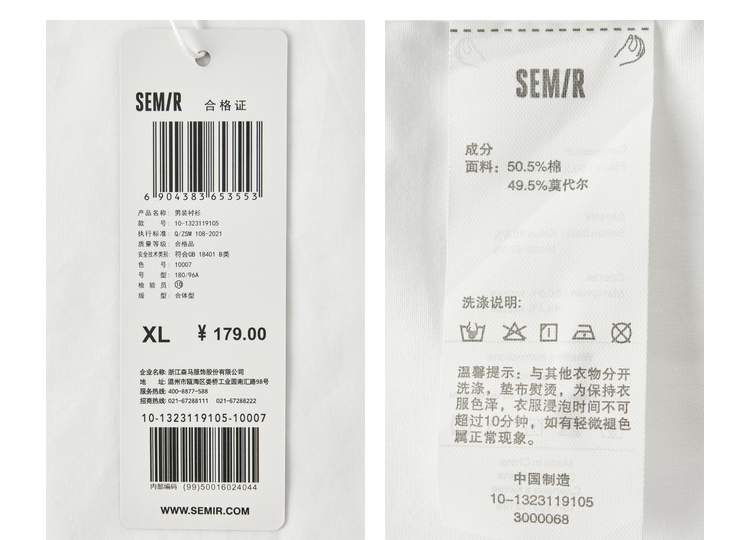 SEMIR 合格证
6 904383 653553
产品名称: 男装衬衫
款 号: 10-1323119105
执行标准: Q/ZSM 108-2021
质量等级: 合格品
安全技术类别: 符合GB 18401 B类
色 号: 10007
号 型: 180/96A
检 验 员: 10
版 型: 合体型
XL ¥ 179.00
企业名称: 浙江森马服饰股份有限公司
地 址: 温州市瓯海区娄桥工业园南汇路98号
服务热线: 400-8877-588
招商热线: 021-67288111 021-67288222
10-1323119105-10007
内部编码 (99)50016024044
WWW.SEMIR.COM
SEMIR
成分
面料: 50.5%棉
49.5%莫代尔
洗涤说明:
温馨提示: 与其他衣物分开
洗涤, 垫布熨烫, 为保持衣
服色泽, 衣服浸泡时间不可
超过10分钟, 如有轻微褪色
属正常现象。
中国制造
10-1323119105
3000068